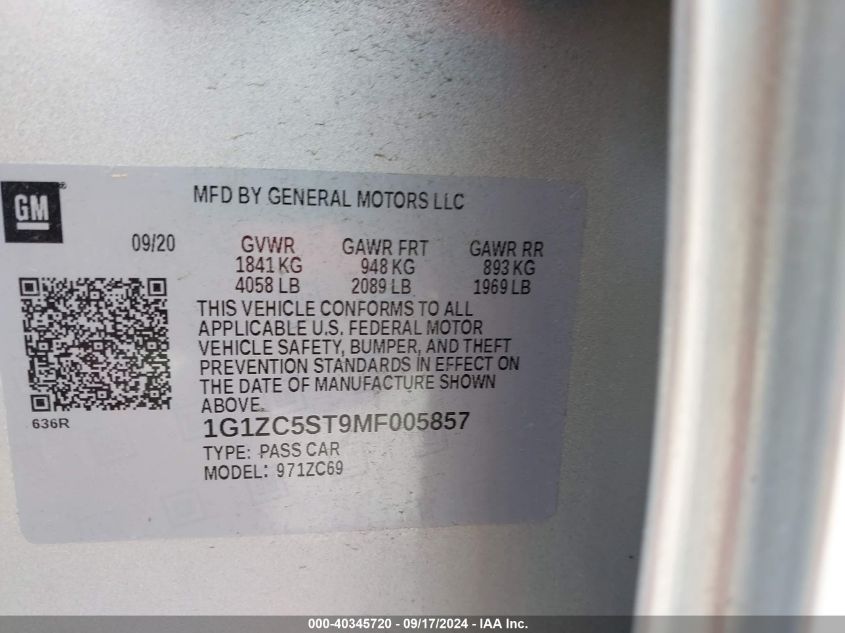 GM
MFD BY GENERAL MOTORS LLC
09/20 GVWR GAWR FRT GAWR RR
1841 KG 948 KG 893 KG
4058 LB 2089 LB 1969 LB
THIS VEHICLE CONFORMS TO ALL
APPLICABLE U.S. FEDERAL MOTOR
VEHICLE SAFETY, BUMPER, AND THEFT
PREVENTION STANDARDS IN EFFECT ON
THE DATE OF MANUFACTURE SHOWN
ABOVE.
636R
1G1ZC5ST9MF005857
TYPE: PASS CAR
MODEL: 971ZC69
000-40345720 - 09/17/2024 - IAA Inc.